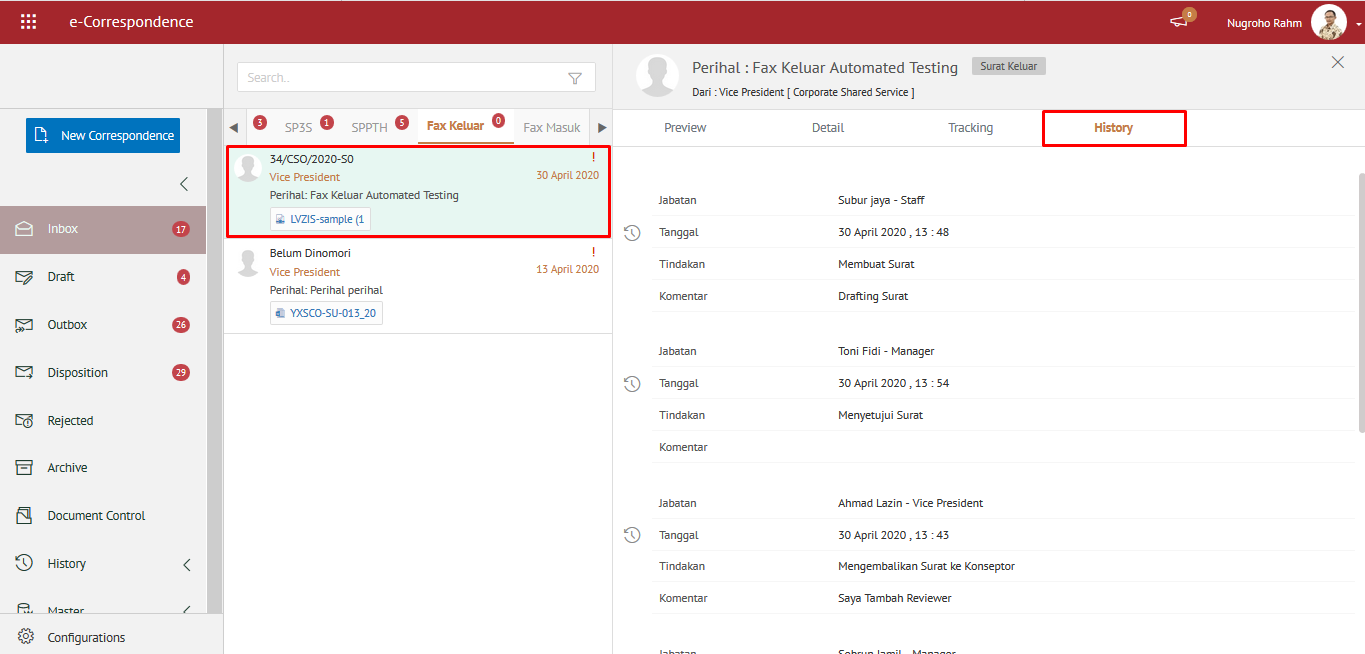 e-Correspondence
0
Nugroho Rahm
New Correspondence
Inbox 17
Draft 4
Outbox 26
Disposition 29
Rejected
Archive
Document Control
History
Master
Configurations
Search..
3 SP3S 1 SPPTH 5 Fax Keluar 0 Fax Masuk
34/CSO/2020-S0 !
Vice President 30 April 2020
Perihal: Fax Keluar Automated Testing
LVZIS-sample (1
Belum Dinomori !
Vice President 13 April 2020
Perihal: Perihal perihal
YXSCO-SU-013_20
Perihal : Fax Keluar Automated Testing Surat Keluar
Dari : Vice President [ Corporate Shared Service ]
Preview Detail Tracking History
Jabatan Subur jaya - Staff
Tanggal 30 April 2020 , 13 : 48
Tindakan Membuat Surat
Komentar Drafting Surat
Jabatan Toni Fidi - Manager
Tanggal 30 April 2020 , 13 : 54
Tindakan Menyetujui Surat
Komentar
Jabatan Ahmad Lazin - Vice President
Tanggal 30 April 2020 , 13 : 43
Tindakan Mengembalikan Surat ke Konseptor
Komentar Saya Tambah Reviewer
Jabatan Sobrun Jamil - Manager